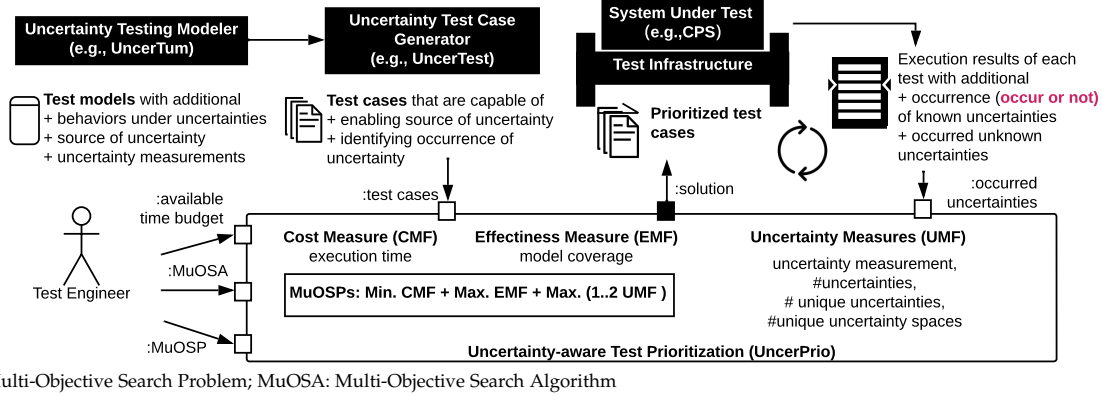 Uncertainty Testing Modeler
(e.g., UncerTum)
Uncertainty Test Case
Generator
(e.g., UncerTest)
System Under Test
(e.g.,CPS)
Test Infrastructure
Test models with additional
+ behaviors under uncertainties
+ source of uncertainty
+ uncertainty measurements
Test cases that are capable of
+ enabling source of uncertainty
+ identifying occurrence of
uncertainty
Prioritized test
cases
Execution results of each
test with additional
+ occurrence (occur or not)
of known uncertainties
+ occurred unknown
uncertainties
:available
time budget
:test cases
:solution
:occurred
uncertainties
Test Engineer
:MuOSA
:MuOSP
Cost Measure (CMF)
execution time
Effectiness Measure (EMF)
model coverage
Uncertainty Measures (UMF)
uncertainty measurement,
#uncertainties,
# unique uncertainties,
#unique uncertainty spaces
MuOSPs: Min. CMF + Max. EMF + Max. (1..2 UMF )
Uncertainty-aware Test Prioritization (UncerPrio)
ulti-Objective Search Problem; MuOSA: Multi-Objective Search Algorithm